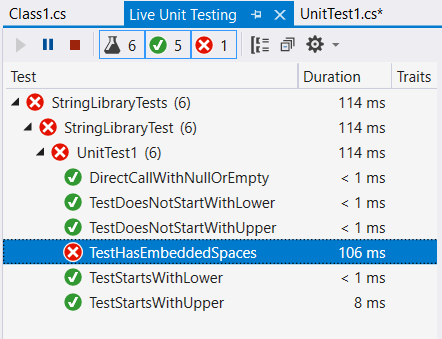 Class1.cs Live Unit Testing UnitTest1.cs*
6 5 1
Test Duration Traits
StringLibraryTests (6) 114 ms
StringLibraryTest (6) 114 ms
UnitTest1 (6) 114 ms
DirectCallWithNullOrEmpty < 1 ms
TestDoesNotStartWithLower < 1 ms
TestDoesNotStartWithUpper < 1 ms
TestHasEmbeddedSpaces 106 ms
TestStartsWithLower < 1 ms
TestStartsWithUpper 8 ms